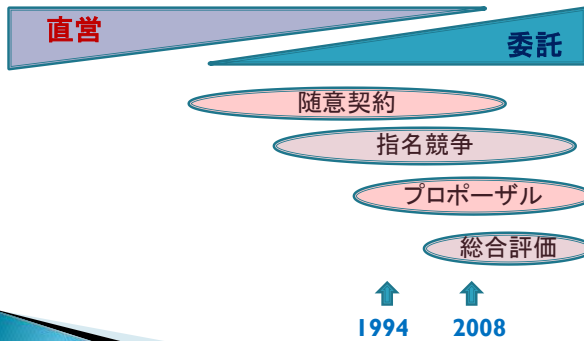 直営
委託
随意契約
指名競争
プロポーザル
総合評価
1994 2008